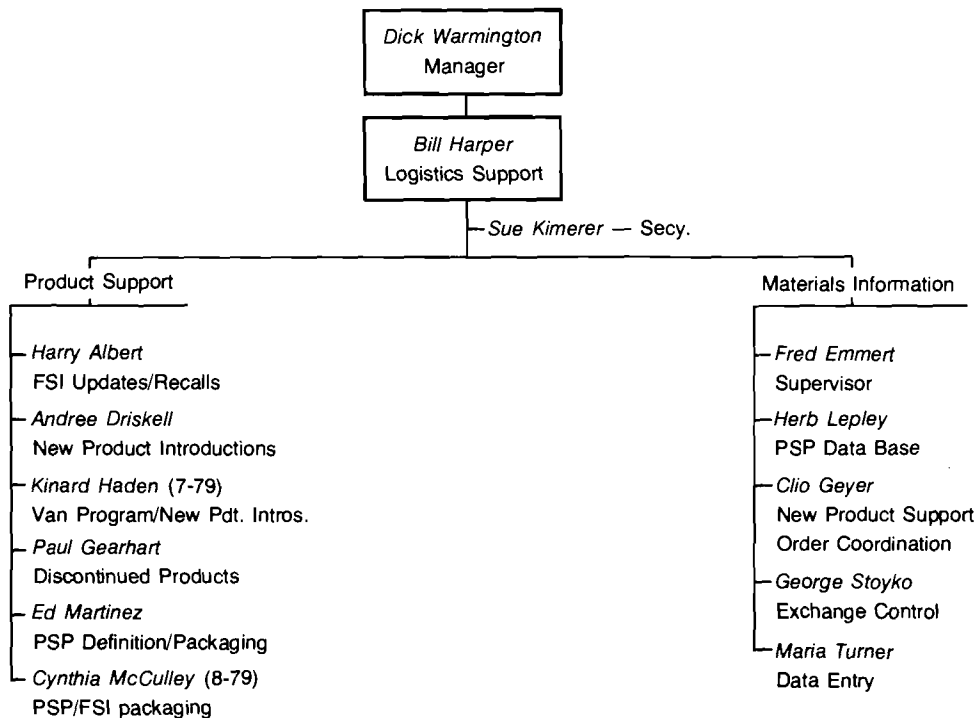 Dick Warmington
Manager
Bill Harper
Logistics Support
Sue Kimerer — Secy.
Product Support
Harry Albert
FSI Updates/Recalls
Andree Driskell
New Product Introductions
Kinard Haden (7-79)
Van Program/New Pdt. Intros.
Paul Gearhart
Discontinued Products
Ed Martinez
PSP Definition/Packaging
Cynthia McCulley (8-79)
PSP/FSI packaging
Materials Information
Fred Emmert
Supervisor
Herb Lepley
PSP Data Base
Clio Geyer
New Product Support
Order Coordination
George Stoyko
Exchange Control
Maria Turner
Data Entry